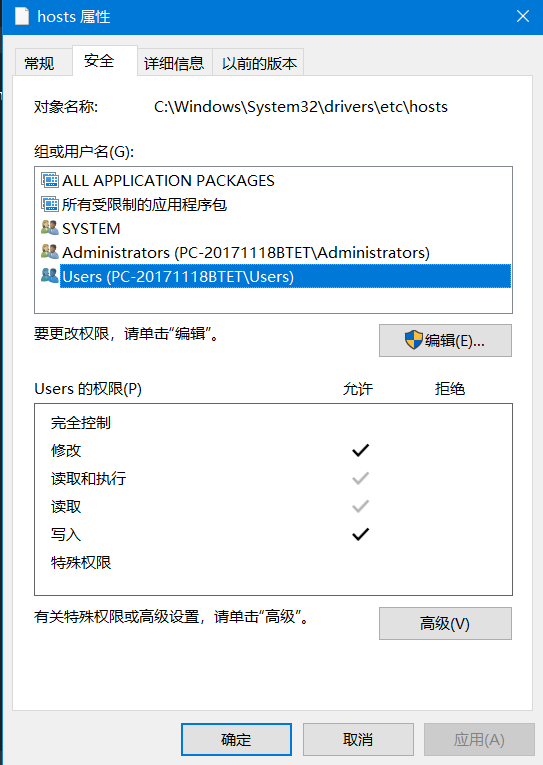 hosts 属性
常规
安全
详细信息
以前的版本
对象名称:
C:\Windows\System32\drivers\etc\hosts
组或用户名(G):
ALL APPLICATION PACKAGES
所有受限制的应用程序包
SYSTEM
Administrators (PC-20171118BTET\Administrators)
Users (PC-20171118BTET\Users)
要更改权限，请单击“编辑”。
编辑(E)...
Users 的权限(P)
允许
拒绝
完全控制
修改
读取和执行
读取
写入
特殊权限
有关特殊权限或高级设置，请单击“高级”。
高级(V)
确定
取消
应用(A)